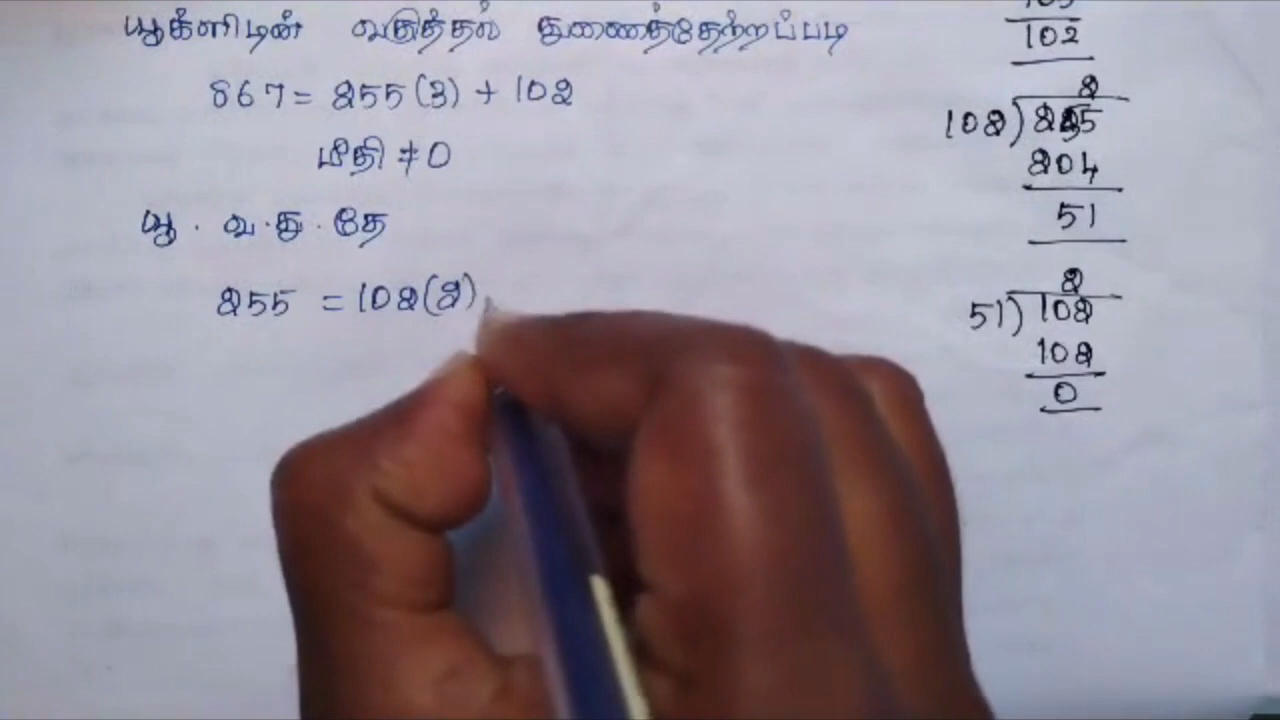 யூக்ளிடின் வகுத்தல் துணைத்தேற்றப்படி
867 = 255 (3) + 102
மீதி ≠ 0
யூ . வ . து . தே
255 = 102 (2)
102
2
102 ) 255
204
51
2
51 ) 102
102
0